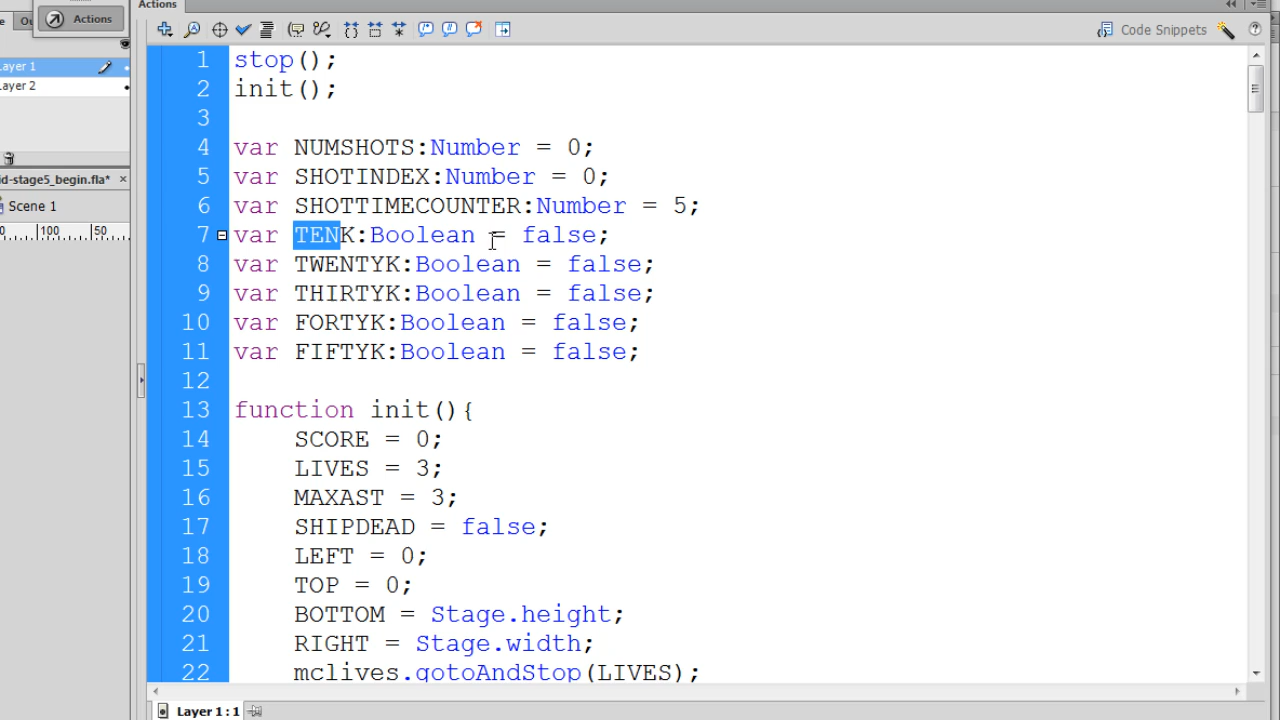 Actions
Actions
Code Snippets
ayer 1
ayer 2
id-stage5_begin.fla* ×
Scene 1
0 100 50
1 stop();
2 init();
3
4 var NUMSHOTS:Number = 0;
5 var SHOTINDEX:Number = 0;
6 var SHOTTIMECOUNTER:Number = 5;
7 var TENK:Boolean = false;
8 var TWENTYK:Boolean = false;
9 var THIRTYK:Boolean = false;
10 var FORTYK:Boolean = false;
11 var FIFTYK:Boolean = false;
12
13 function init(){
14 SCORE = 0;
15 LIVES = 3;
16 MAXAST = 3;
17 SHIPDEAD = false;
18 LEFT = 0;
19 TOP = 0;
20 BOTTOM = Stage.height;
21 RIGHT = Stage.width;
22 mclives.gotoAndStop(LIVES);
Layer 1 : 1